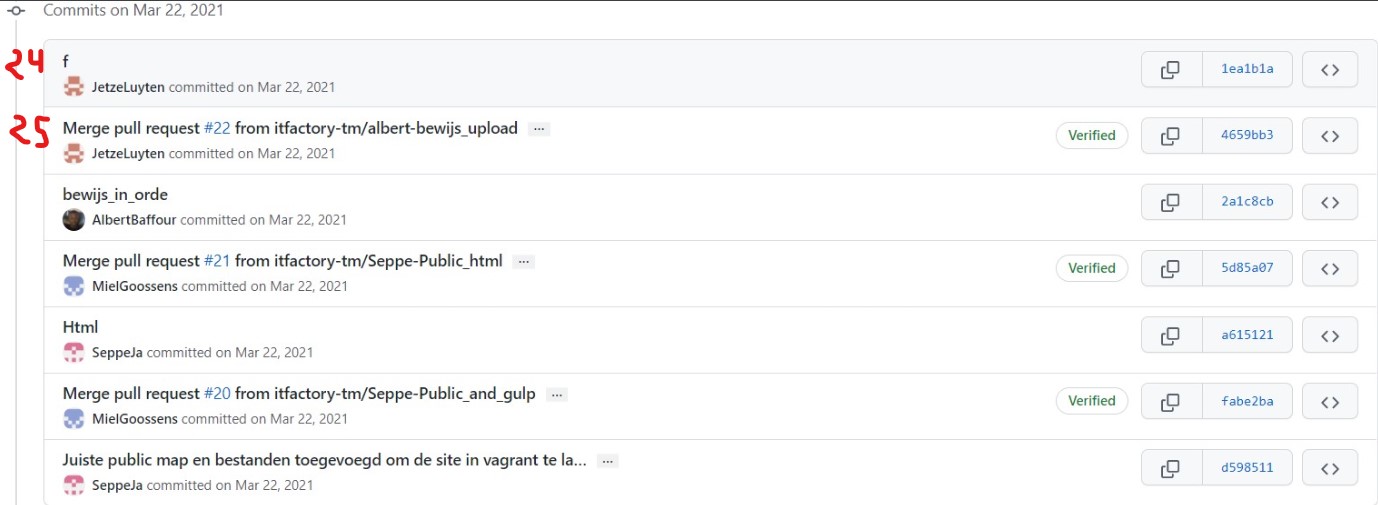 Commits on Mar 22, 2021
24
f
1ea1b1a
JetzeLuyten committed on Mar 22, 2021
25
Merge pull request #22 from itfactory-tm/albert-bewijs_upload ...
Verified
4659bb3
JetzeLuyten committed on Mar 22, 2021
bewijs_in_orde
2a1c8cb
AlbertBaffour committed on Mar 22, 2021
Merge pull request #21 from itfactory-tm/Seppe-Public_html ...
Verified
5d85a07
MielGoossens committed on Mar 22, 2021
Html
a615121
SeppeJa committed on Mar 22, 2021
Merge pull request #20 from itfactory-tm/Seppe-Public_and_gulp ...
Verified
fabe2ba
MielGoossens committed on Mar 22, 2021
Juiste public map en bestanden toegevoegd om de site in vagrant te la... ...
d598511
SeppeJa committed on Mar 22, 2021